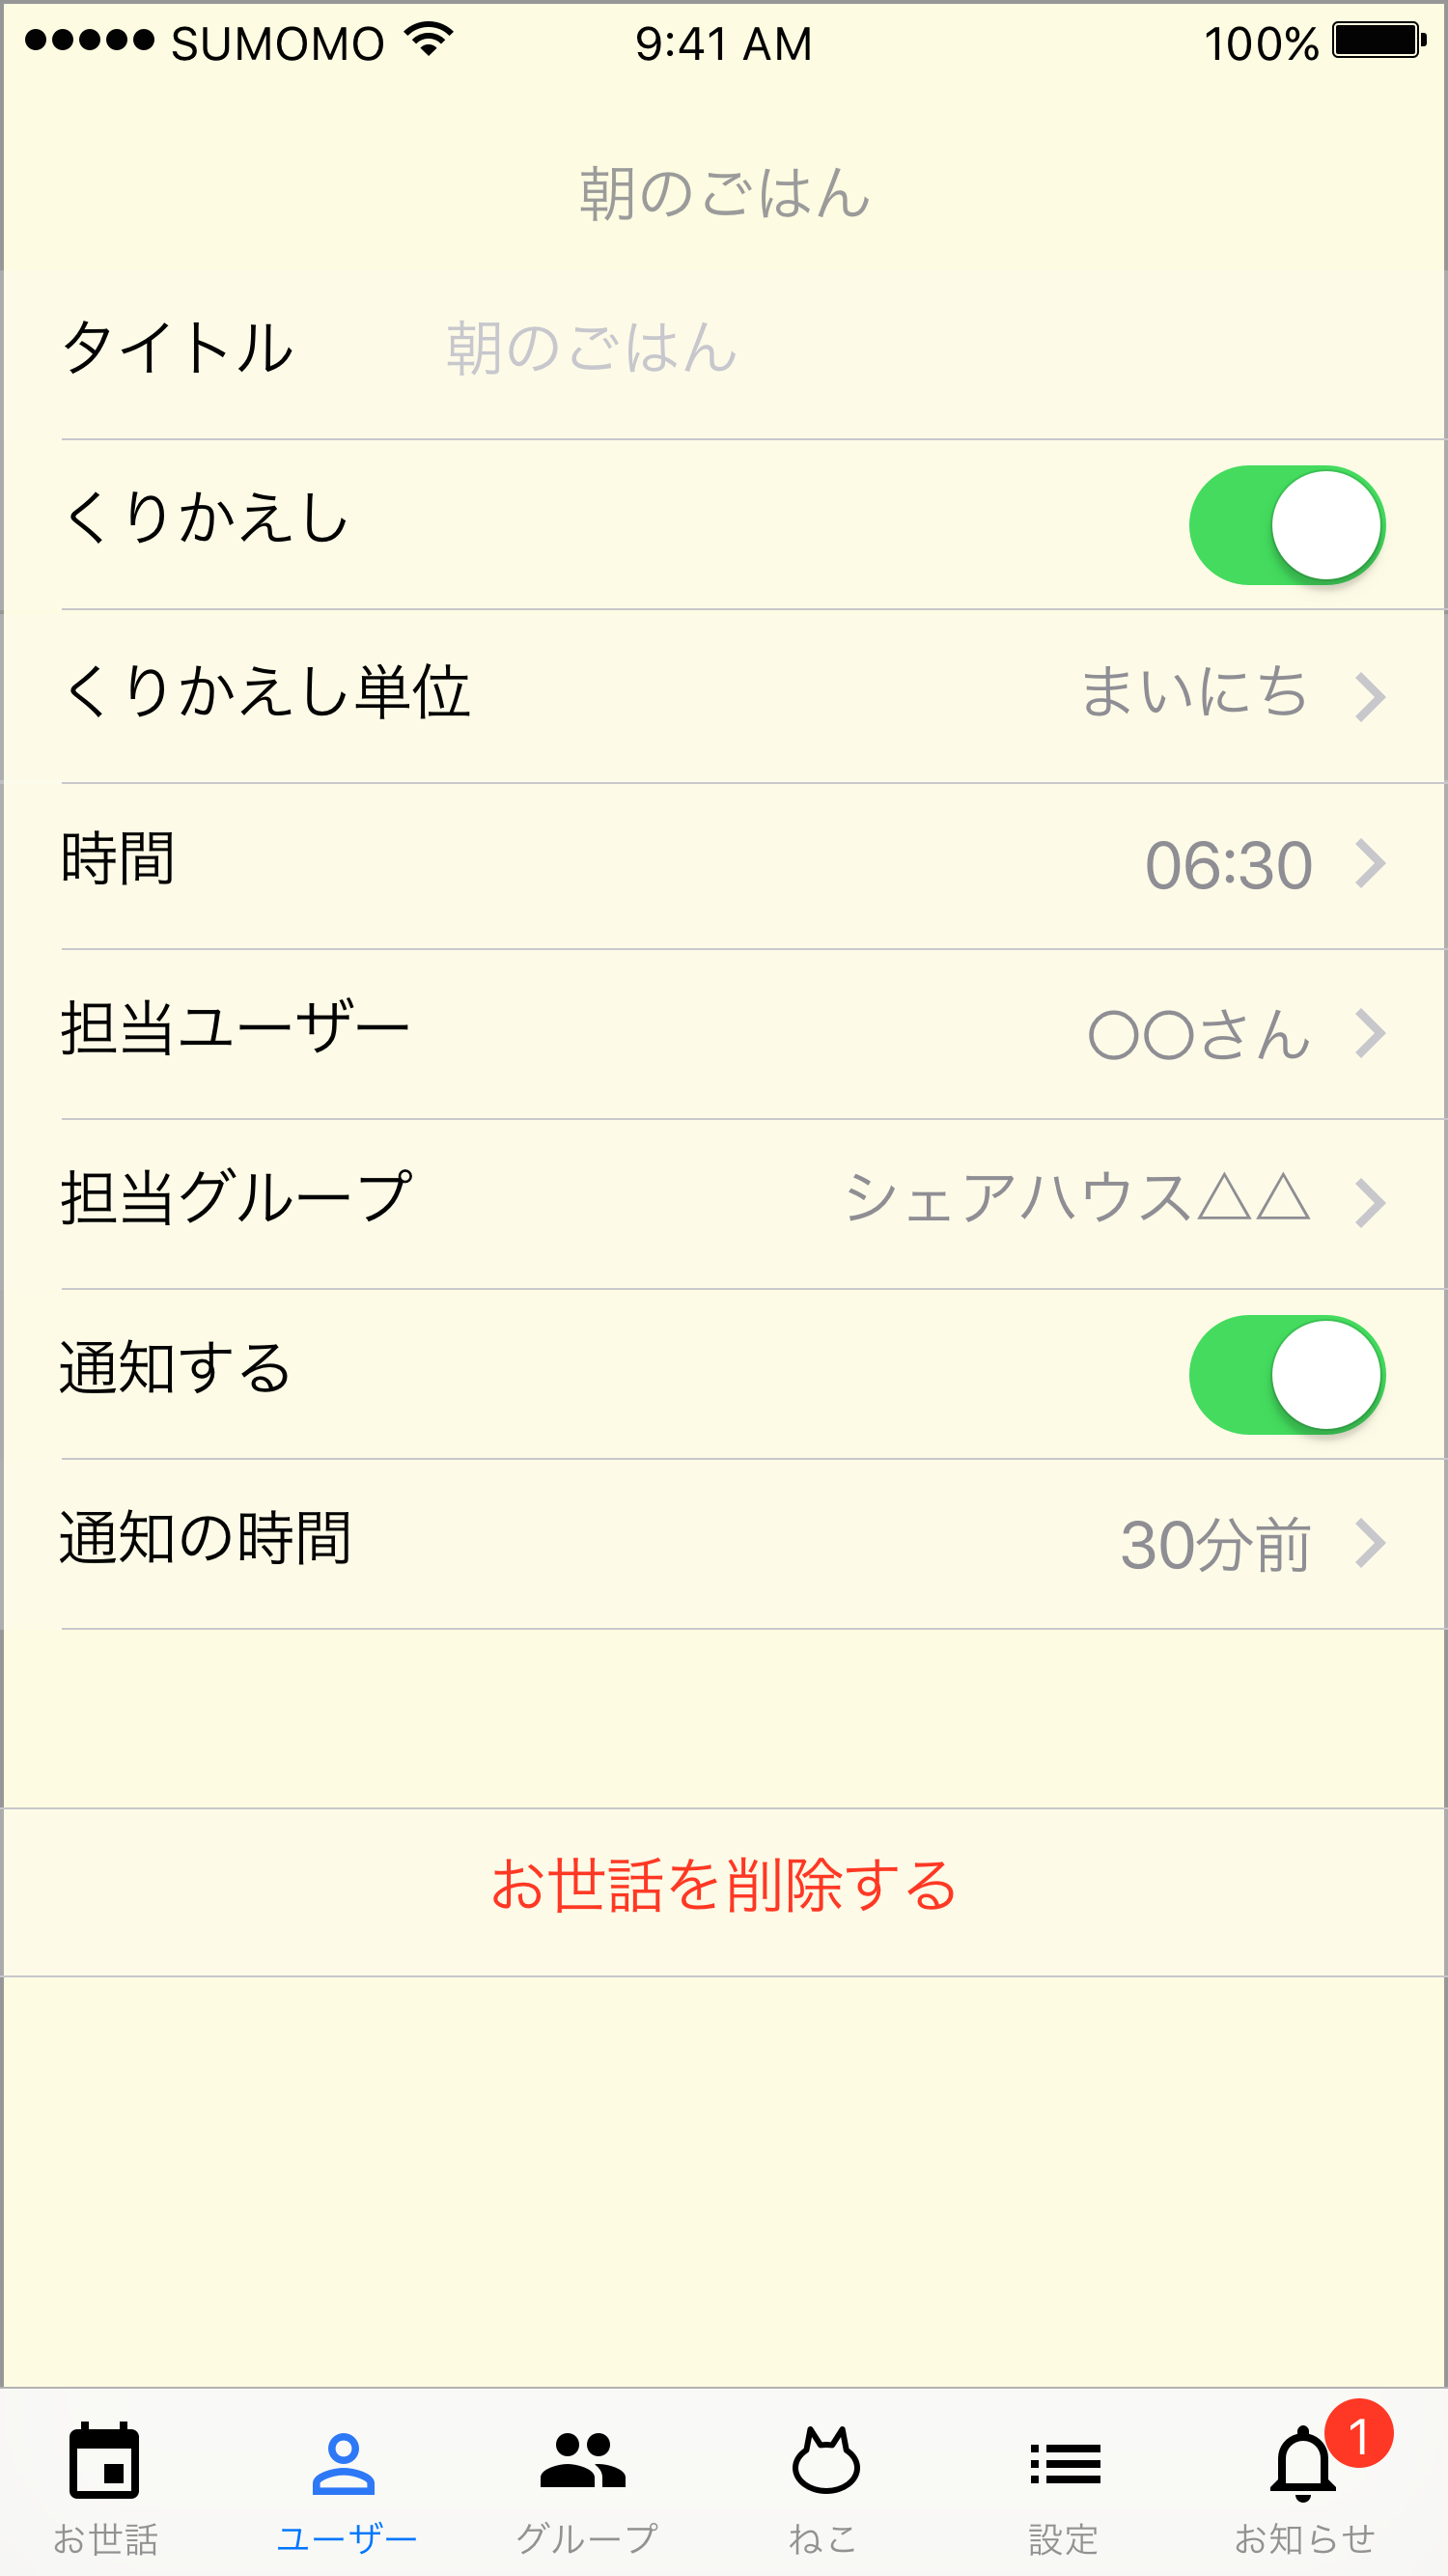 ●●●●● SUMOMO 9:41 AM 100%
朝のごはん
タイトル 朝のごはん
くりかえし
くりかえし単位 まいにち
時間 06:30
担当ユーザー 〇〇さん
担当グループ シェアハウス△△
通知する
通知の時間 30分前
お世話を削除する
1
お世話 ユーザー グループ ねこ 設定 お知らせ